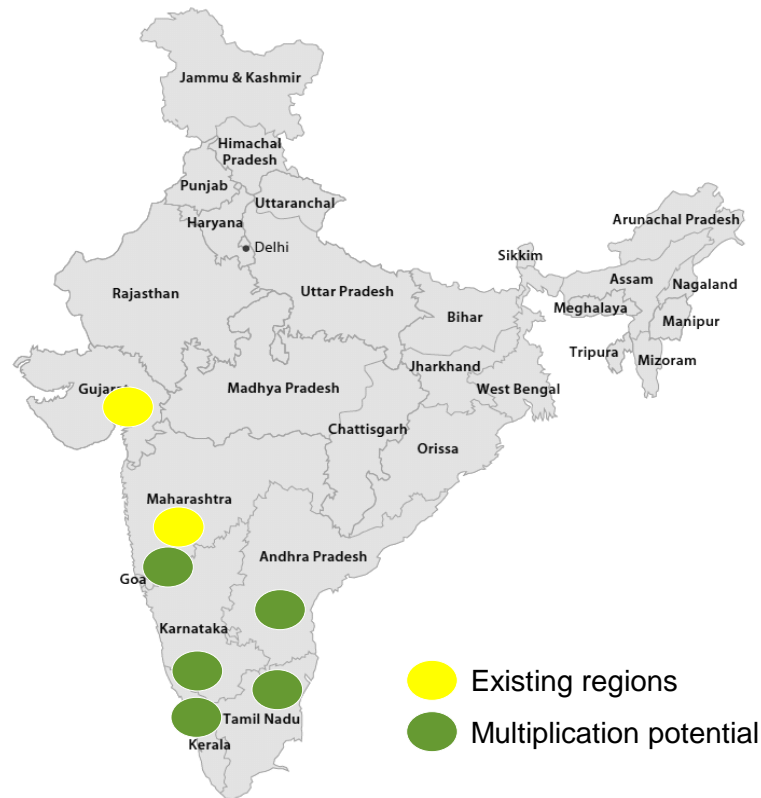 Jammu & Kashmir
Himachal
Pradesh
Punjab
Uttaranchal
Haryana
Delhi
Arunachal Pradesh
Sikkim
Rajasthan
Uttar Pradesh
Assam
Nagaland
Bihar
Meghalaya
Manipur
Tripura
Mizoram
Jharkhand
Madhya Pradesh
West Bengal
Chattisgarh
Orissa
Maharashtra
Andhra Pradesh
Goa
Karnataka
Existing regions
Tamil Nadu
Multiplication potential
Kerala